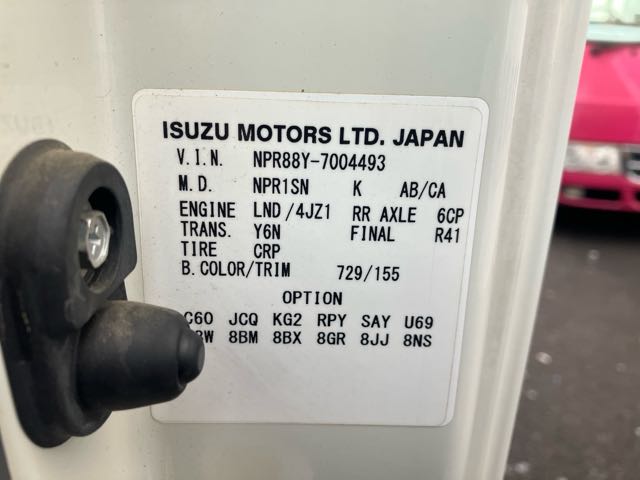 ISUZU MOTORS LTD. JAPAN
V.I.N. NPR88Y-7004493
M.D. NPR1SN K AB/CA
ENGINE LND/4JZ1 RR AXLE 6CP
TRANS. Y6N FINAL R41
TIRE CRP
B.COLOR/TRIM 729/155
OPTION
C60 JCQ KG2 RPY SAY U69
8BM 8BX 8GR 8JJ 8NS